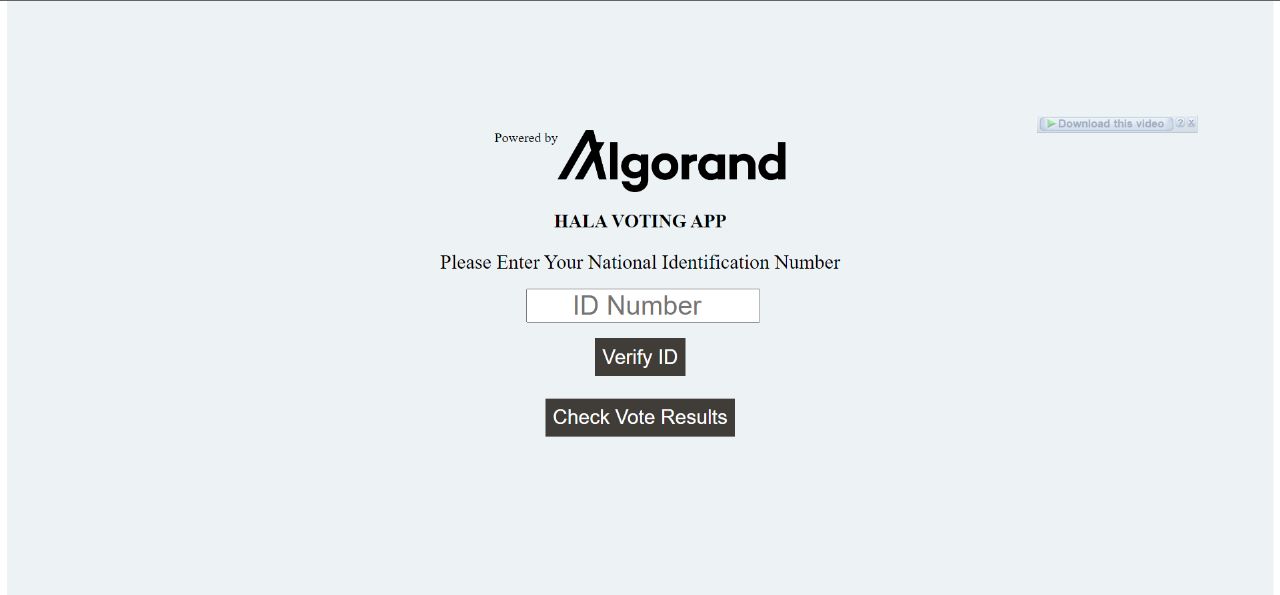 Download this video ? X
Powered by Algorand
HALA VOTING APP
Please Enter Your National Identification Number
ID Number
Verify ID
Check Vote Results